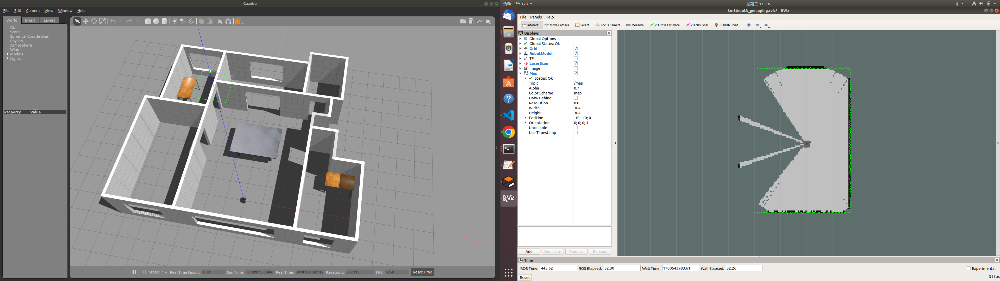 Gazebo
File Edit Camera View Window Help
World Insert Layers
GUI
Scene
Spherical Coordinates
Physics
Atmosphere
Wind
Models
Lights
Property Value
Steps: 1 Real Time Factor: 1.00 Sim Time: 00 00:07:25.486 Real Time: 00 00:04:58.112 Iterations: 297319 FPS: 62.49 Reset Time
活动 RViz rviz 星期二 13：19 中
turtlebot3_gmapping.rviz* - RViz
File Panels Help
Interact Move Camera Select Focus Camera Measure 2D Pose Estimate 2D Nav Goal Publish Point
Displays
Global Options
Global Status: Ok
Grid
RobotModel
TF
LaserScan
Image
Map
Status: Ok
Topic /map
Alpha 0.7
Color Scheme map
Draw Behind
Resolution 0.05
Width 384
Height 384
Position -10; -10; 0
Orientation 0; 0; 0; 1
Unreliable
Use Timestamp
RViz
Add Duplicate Remove Rename
Time
ROS Time: 445.62 ROS Elapsed: 32.30 Wall Time: 1700543983.61 Wall Elapsed: 32.26 Experimental
Reset 31 fps